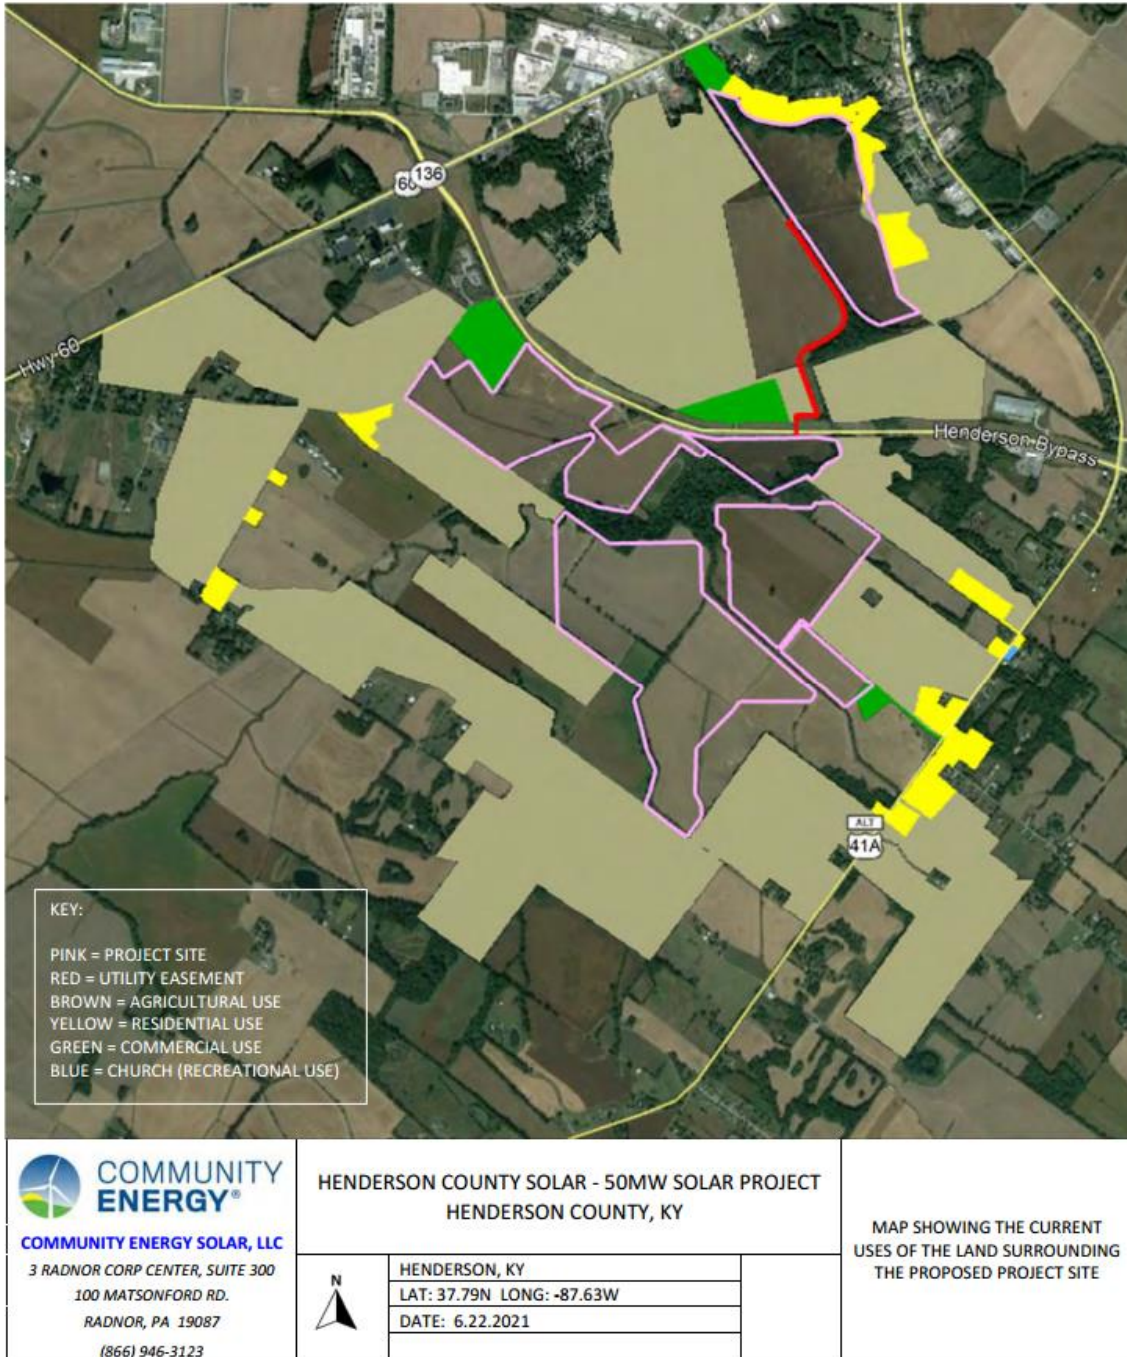 60
136
Hwy 60
Henderson Bypass
ALT
41A
KEY:
PINK = PROJECT SITE
RED = UTILITY EASEMENT
BROWN = AGRICULTURAL USE
YELLOW = RESIDENTIAL USE
GREEN = COMMERCIAL USE
BLUE = CHURCH (RECREATIONAL USE)
COMMUNITY
ENERGY®
COMMUNITY ENERGY SOLAR, LLC
3 RADNOR CORP CENTER, SUITE 300
100 MATSONFORD RD.
RADNOR, PA 19087
(866) 946-3123
HENDERSON COUNTY SOLAR - 50MW SOLAR PROJECT
HENDERSON COUNTY, KY
N
HENDERSON, KY
LAT: 37.79N LONG: -87.63W
DATE: 6.22.2021
MAP SHOWING THE CURRENT
USES OF THE LAND SURROUNDING
THE PROPOSED PROJECT SITE